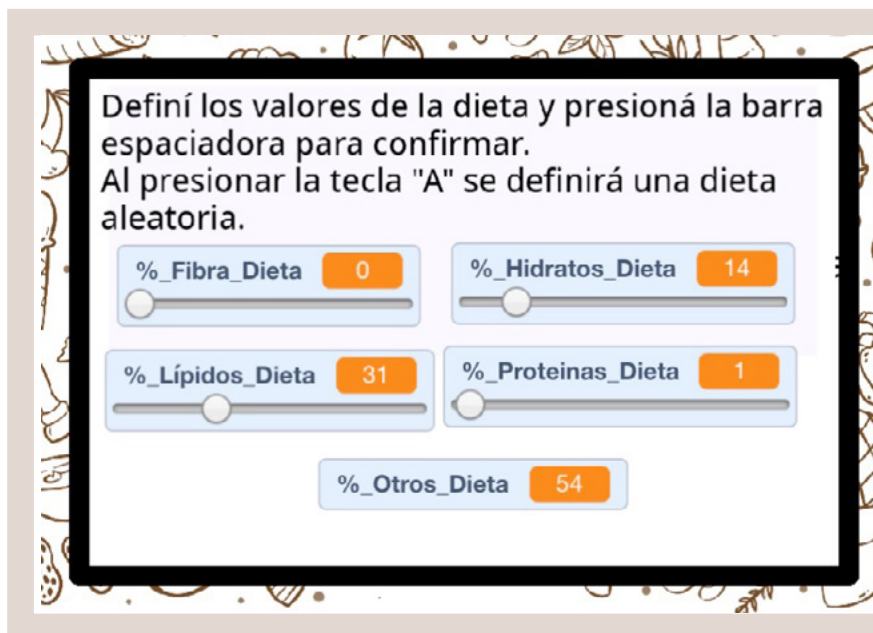 Definí los valores de la dieta y presioná la barra
espaciadora para confirmar.
Al presionar la tecla "A" se definirá una dieta
aleatoria.
%_Fibra_Dieta 0
%_Hidratos_Dieta 14
%_Lípidos_Dieta 31
%_Proteinas_Dieta 1
%_Otros_Dieta 54